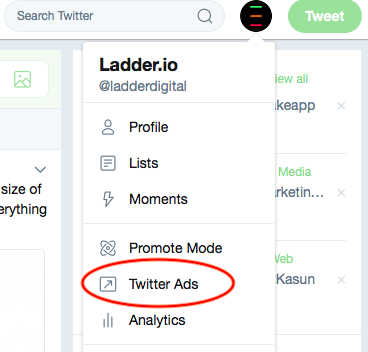 Search Twitter
Tweet
Ladder.io
@ladderdigital
Profile
Lists
Moments
Promote Mode
Twitter Ads
Analytics
size of
erything
iew all
keapp
Media
arketin...
Web
Kasun